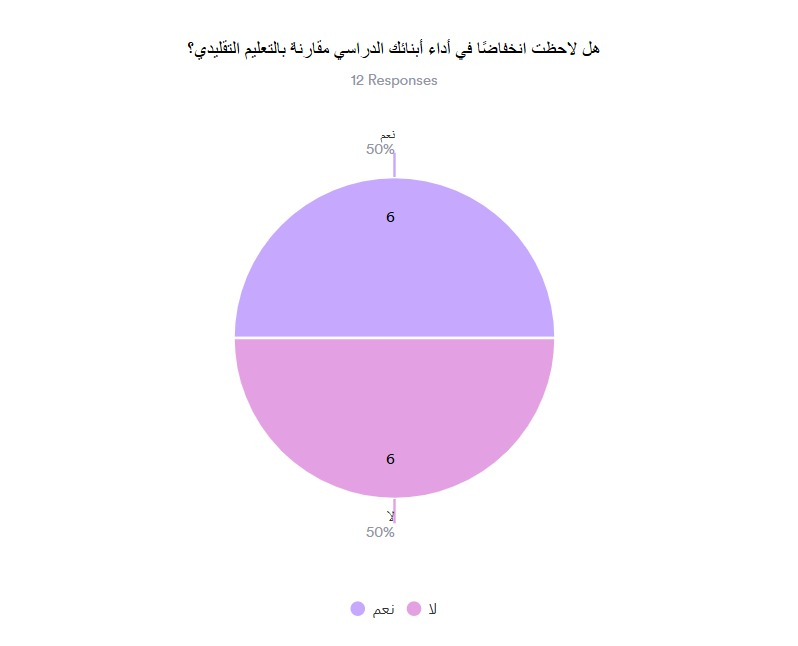 هل لاحظت انخفاضًا في أداء أبنائك الدراسي مقارنة بالتعليم التقليدي؟
12 Responses
نعم
50%
6
6
لا
50%
نعم لا